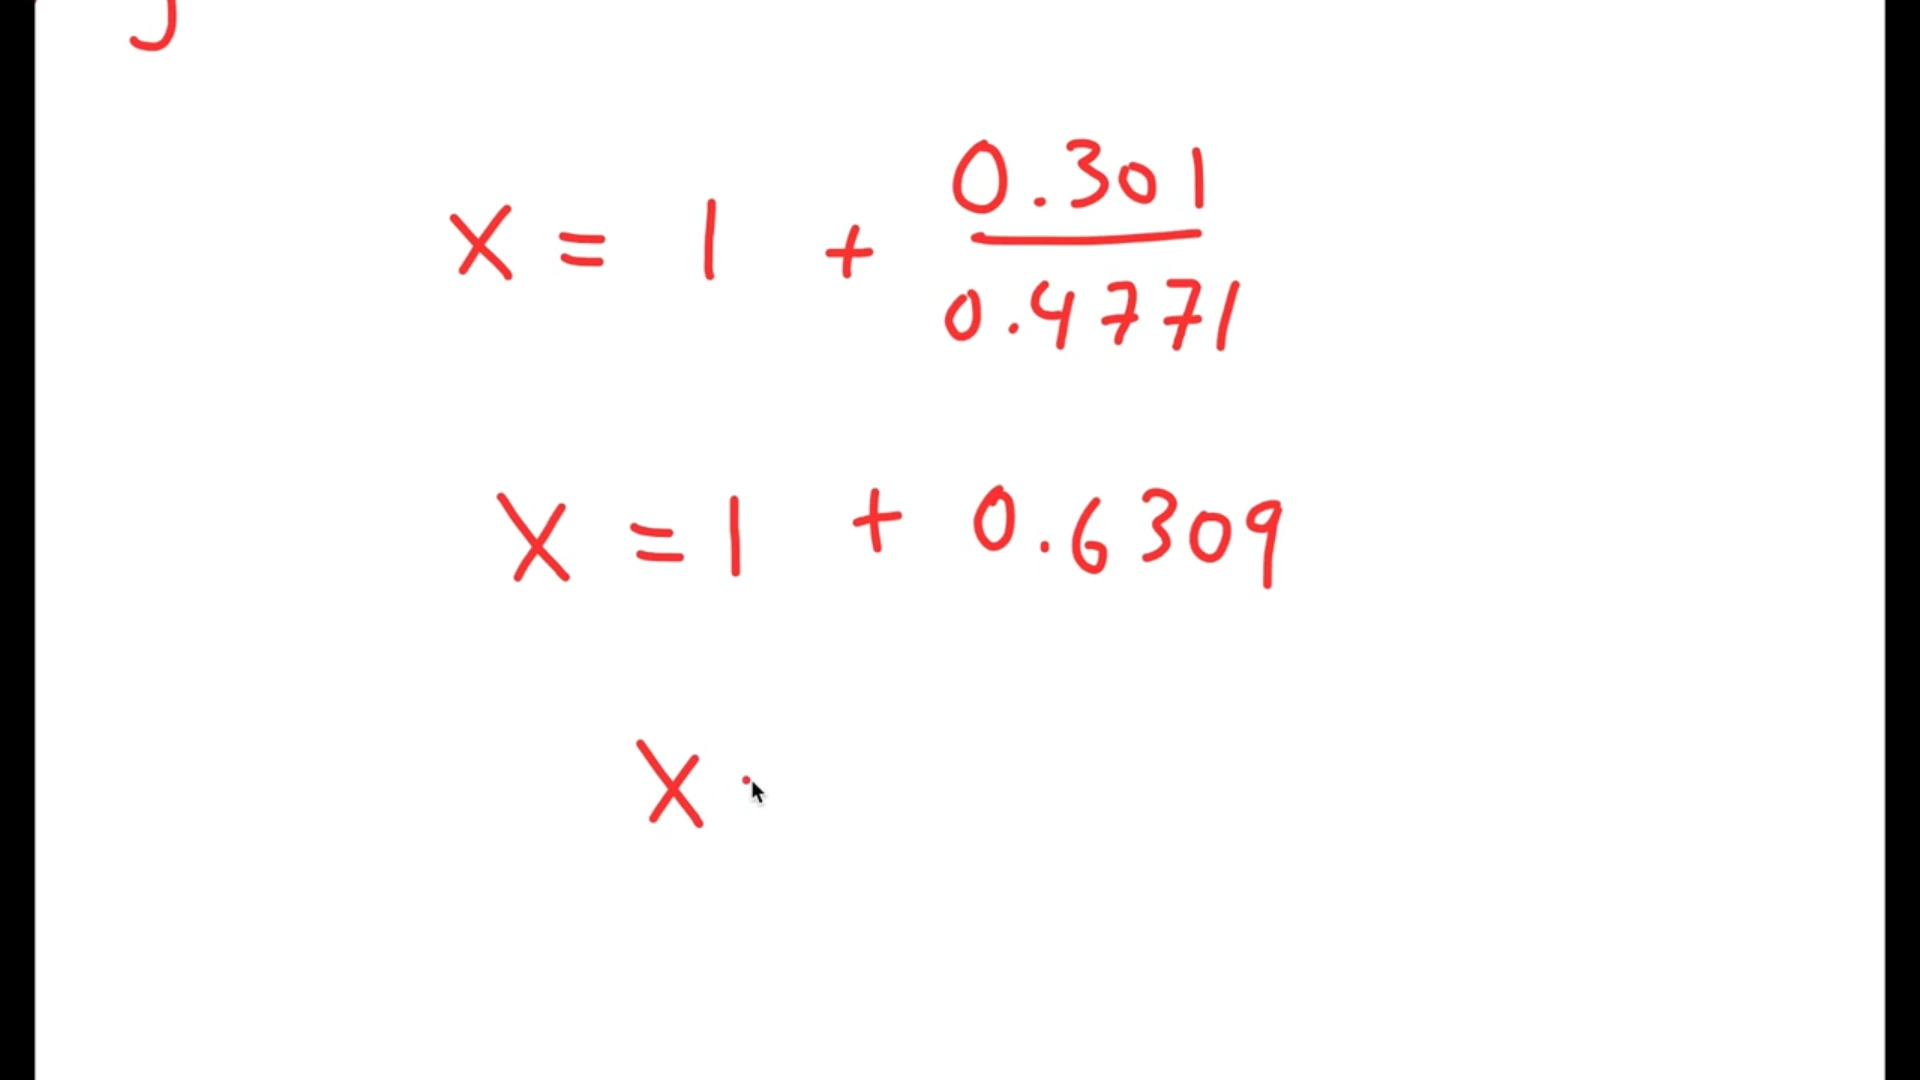 x = 1 + 0.301 / 0.4771
x = 1 + 0.6309
x